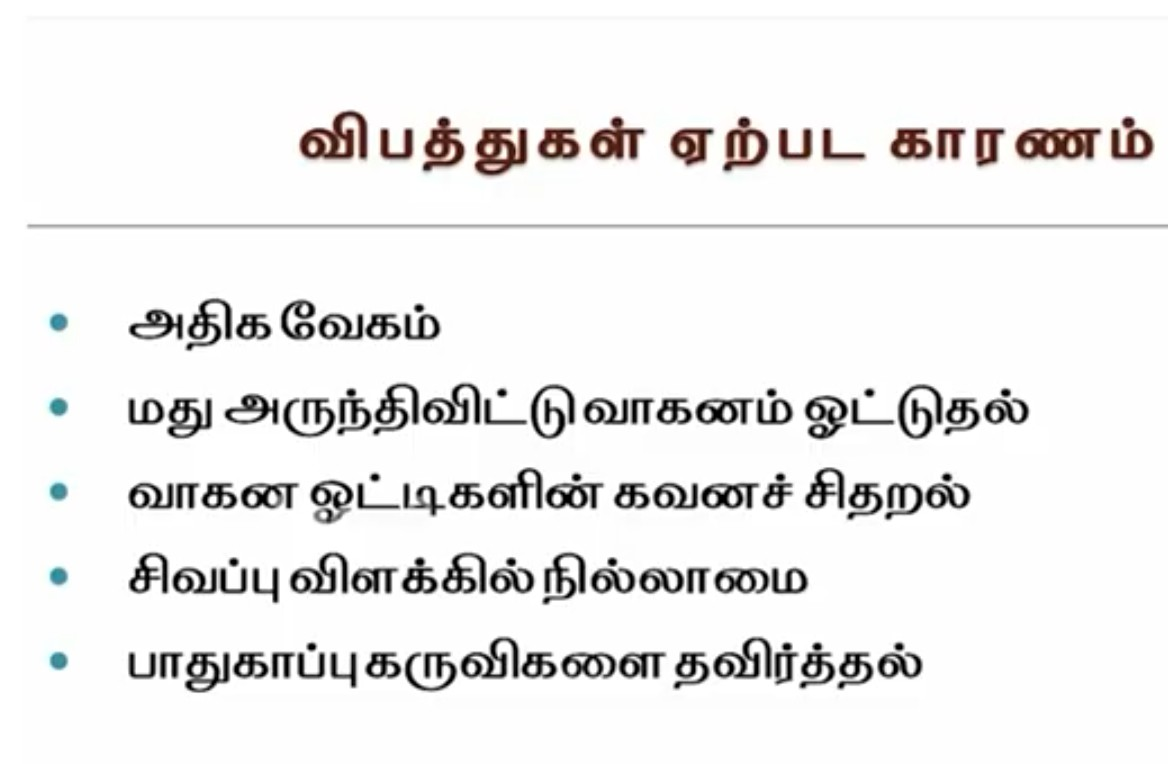 விபத்துகள் ஏற்பட காரணம்
அதிக வேகம்
மது அருந்திவிட்டு வாகனம் ஓட்டுதல்
வாகன ஓட்டிகளின் கவனச் சிதறல்
சிவப்பு விளக்கில் நில்லாமை
பாதுகாப்பு கருவிகளை தவிர்த்தல்